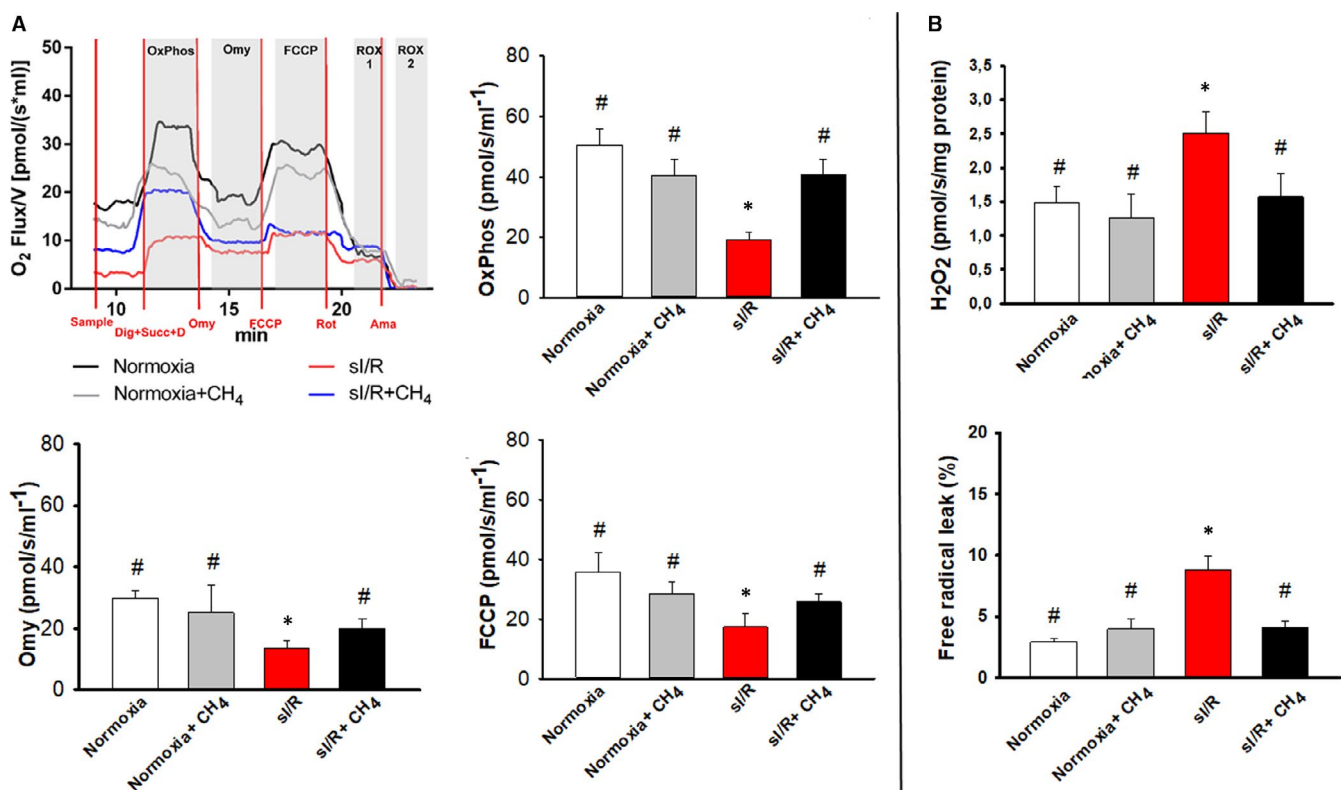 A
OxPhos Omy FCCP ROX 1 ROX 2
O2 Flux/V [pmol/(s*ml)]
50
40
30
20
10
0
10 15 20
Sample Dig+Succ+D Omy FCCP Rot Ama
min
Normoxia sI/R
Normoxia+CH4 sI/R+CH4
OxPhos (pmol/s/ml-1)
80
60
40
20
0
# # * #
Normoxia Normoxia+ CH4 sI/R sI/R+ CH4
Omy (pmol/s/ml-1)
80
60
40
20
0
# # * #
Normoxia Normoxia+ CH4 sI/R sI/R+ CH4
FCCP (pmol/s/ml-1)
80
60
40
20
0
# # * #
Normoxia Normoxia+ CH4 sI/R sI/R+ CH4
B
H2O2 (pmol/s/mg protein)
3,5
3,0
2,5
2,0
1,5
1,0
0,5
0,0
# # * #
Normoxia moxia+ CH4 sI/R sI/R+ CH4
Free radical leak (%)
20
15
10
5
0
# # * #
Normoxia Normoxia+ CH4 sI/R sI/R+ CH4